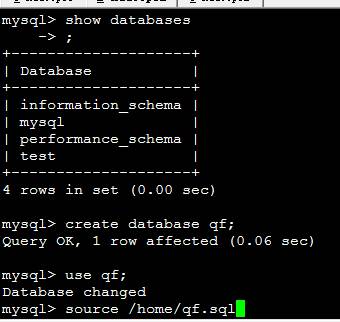 mysql> show databases
    -> ;
+--------------------+
| Database           |
+--------------------+
| information_schema |
| mysql              |
| performance_schema |
| test               |
+--------------------+
4 rows in set (0.00 sec)
mysql> create database qf;
Query OK, 1 row affected (0.06 sec)
mysql> use qf;
Database changed
mysql> source /home/qf.sql